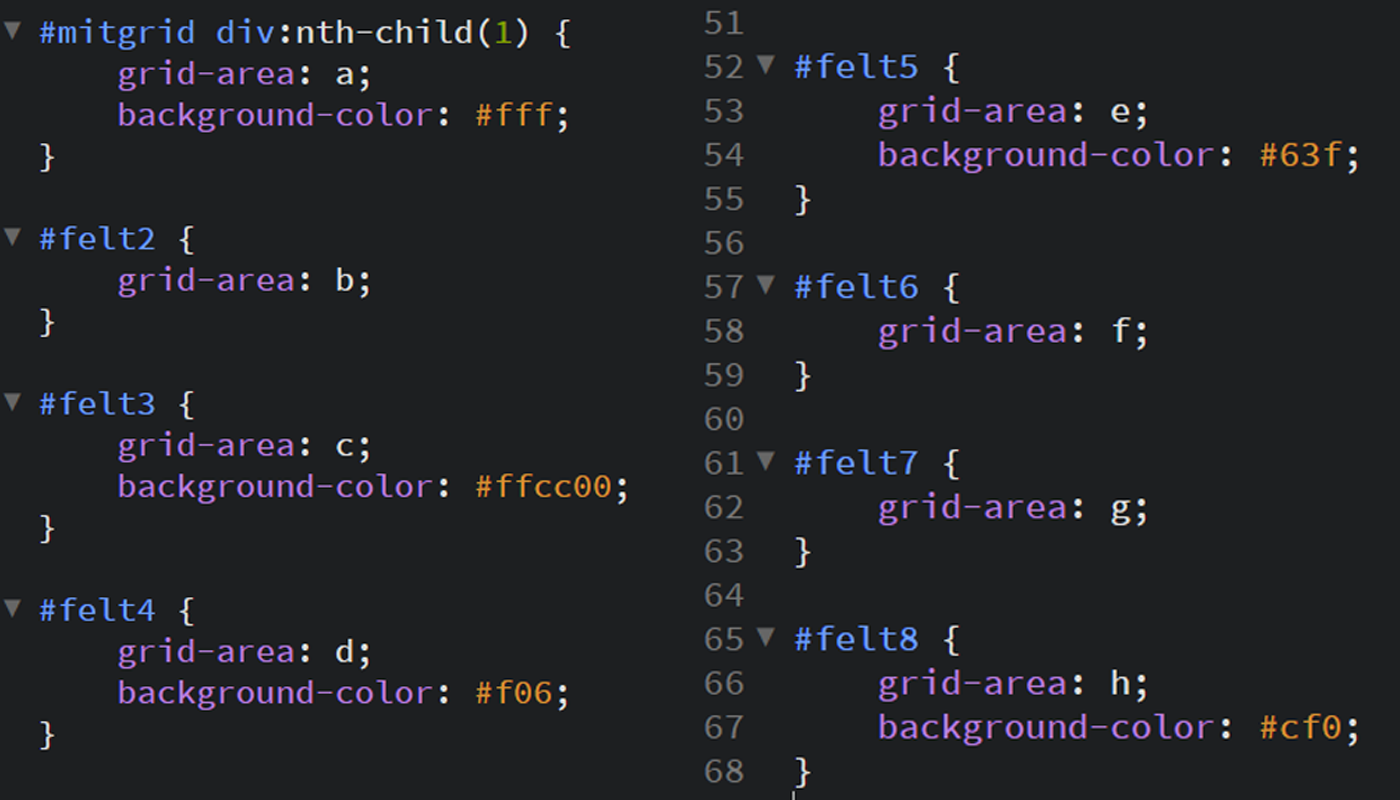 #mitgrid div:nth-child(1) {
    grid-area: a;
    background-color: #fff;
}

#felt2 {
    grid-area: b;
}

#felt3 {
    grid-area: c;
    background-color: #ffcc00;
}

#felt4 {
    grid-area: d;
    background-color: #f06;
}

51
52 #felt5 {
53     grid-area: e;
54     background-color: #63f;
55 }
56
57 #felt6 {
58     grid-area: f;
59 }
60
61 #felt7 {
62     grid-area: g;
63 }
64
65 #felt8 {
66     grid-area: h;
67     background-color: #cf0;
68 }